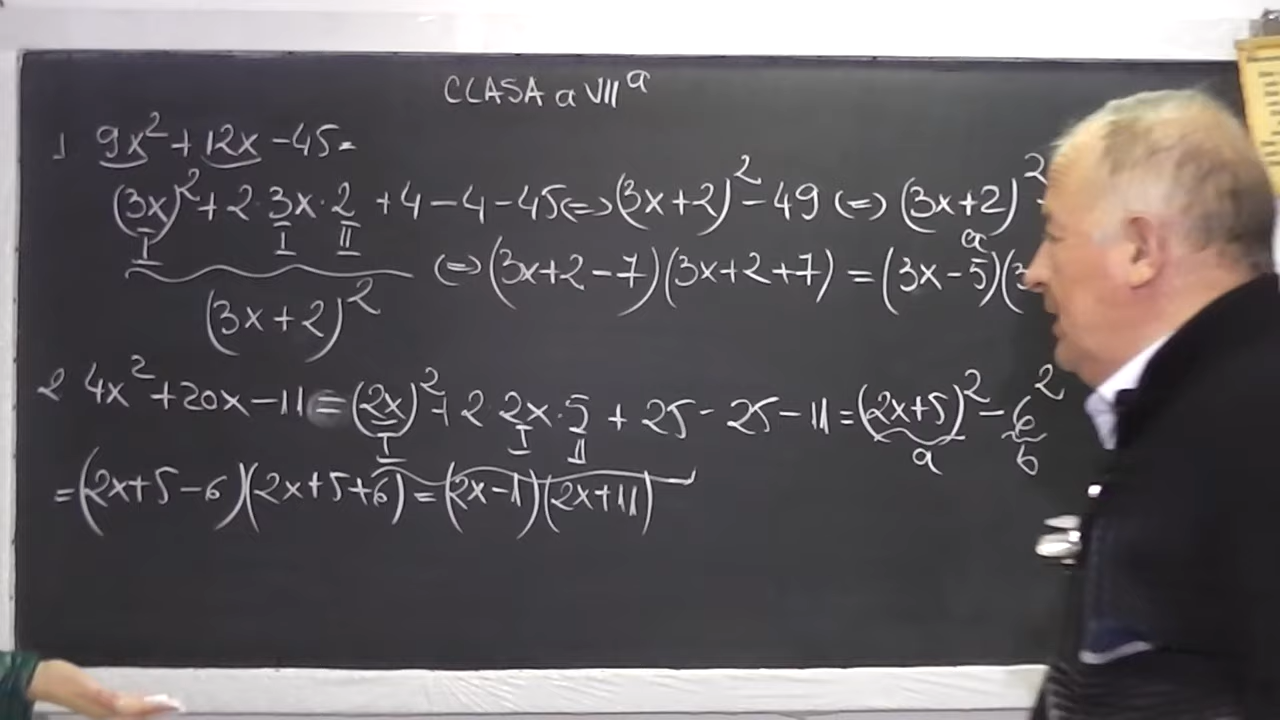 CLASA a VII a
1 9x² + 12x - 45 =
(3x)² + 2 · 3x · 2 + 4 - 4 - 45 <=> (3x+2)² - 49 <=> (3x+2)² -
I I II a
<=> (3x+2-7)(3x+2+7) = (3x-5)(3
(3x+2)²
2 4x² + 20x - 11 = (2x)² + 2 · 2x · 5 + 25 - 25 - 11 = (2x+5)² - 6²
I I II a b
= (2x+5-6)(2x+5+6) = (2x-1)(2x+11)